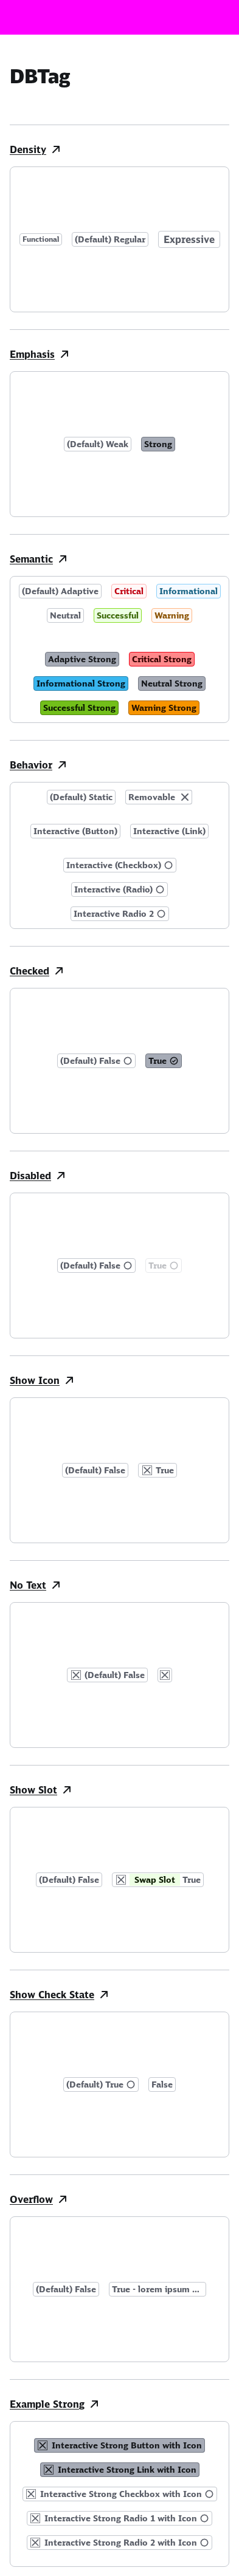 DBTag
Density
Functional (Default) Regular Expressive
Emphasis
(Default) Weak Strong
Semantic
(Default) Adaptive Critical Informational
Neutral Successful Warning
Adaptive Strong Critical Strong
Informational Strong Neutral Strong
Successful Strong Warning Strong
Behavior
(Default) Static Removable
Interactive (Button) Interactive (Link)
Interactive (Checkbox)
Interactive (Radio)
Interactive Radio 2
Checked
(Default) False True
Disabled
(Default) False True
Show Icon
(Default) False True
No Text
(Default) False
Show Slot
(Default) False Swap Slot True
Show Check State
(Default) True False
Overflow
(Default) False True - lorem ipsum ...
Example Strong
Interactive Strong Button with Icon
Interactive Strong Link with Icon
Interactive Strong Checkbox with Icon
Interactive Strong Radio 1 with Icon
Interactive Strong Radio 2 with Icon